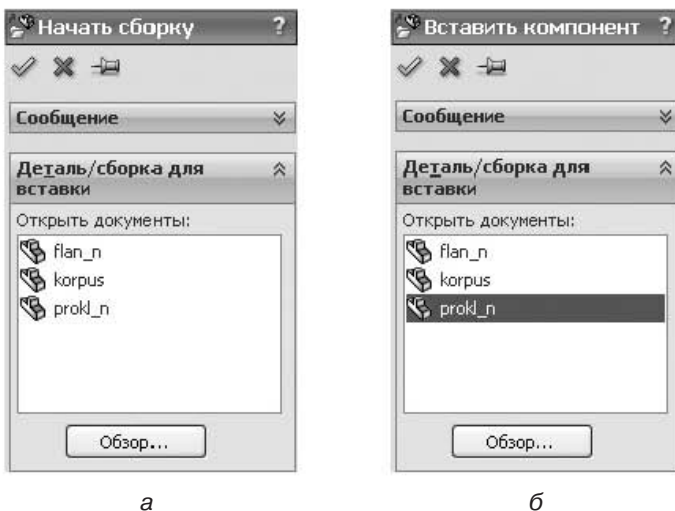 Начать сборку ?
Сообщение
Деталь/сборка для
вставки
Открыть документы:
flan_n
korpus
prokl_n
Обзор...
а
Вставить компонент ?
Сообщение
Деталь/сборка для
вставки
Открыть документы:
flan_n
korpus
prokl_n
Обзор...
б